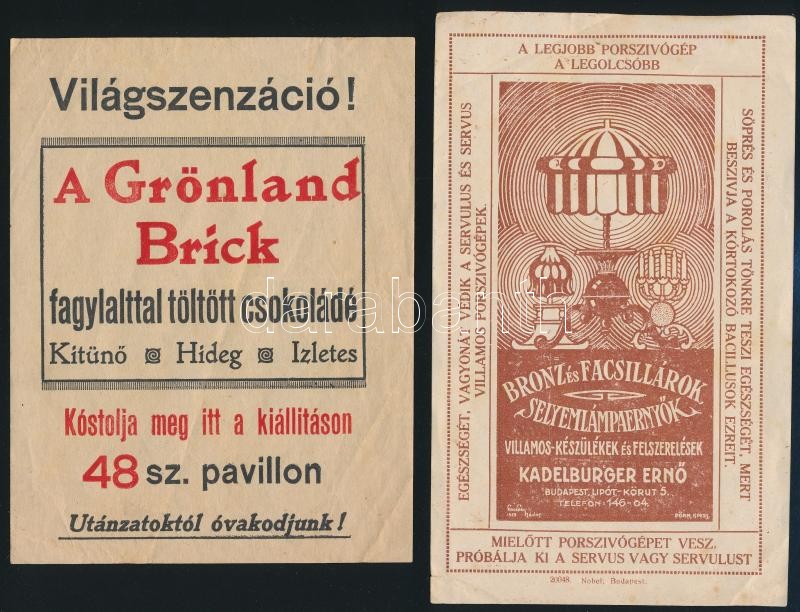 Világszenzáció!
A Grönland
Brick
fagylalttal töltött csokoládé
Kitünő Hideg Izletes
Kóstolja meg itt a kiállitáson
48 sz. pavillon
Utánzatoktól óvakodjunk!
A LEGJOBB PORSZIVÓGÉP
A LEGOLCSÓBB
EGÉSZSÉGÉT, VAGYONÁT VÉDIK A SERVULUS ÉS SERVUS
VILLAMOS PORSZIVÓGÉPEK.
SÖPRÉS ÉS POROLÁS TÖNKRE TESZI EGÉSZSÉGÉT, MERT
BESZIVJA A KÓRTOKOZÓ BACILLUSOK EZREIT.
BRONZ ÉS FACSILLÁROK
SELYEMLÁMPAERNYŐK
VILLAMOS-KÉSZÜLÉKEK ÉS FELSZERELÉSEK
KADELBURGER ERNŐ
BUDAPEST, LIPÓT-KÖRUT 5.
TELEFON: 146-04
MIELŐTT PORSZIVÓGÉPET VESZ,
PRÓBÁLJA KI A SERVUS VAGY SERVULUST
20048. Nobel, Budapest.
darabanth